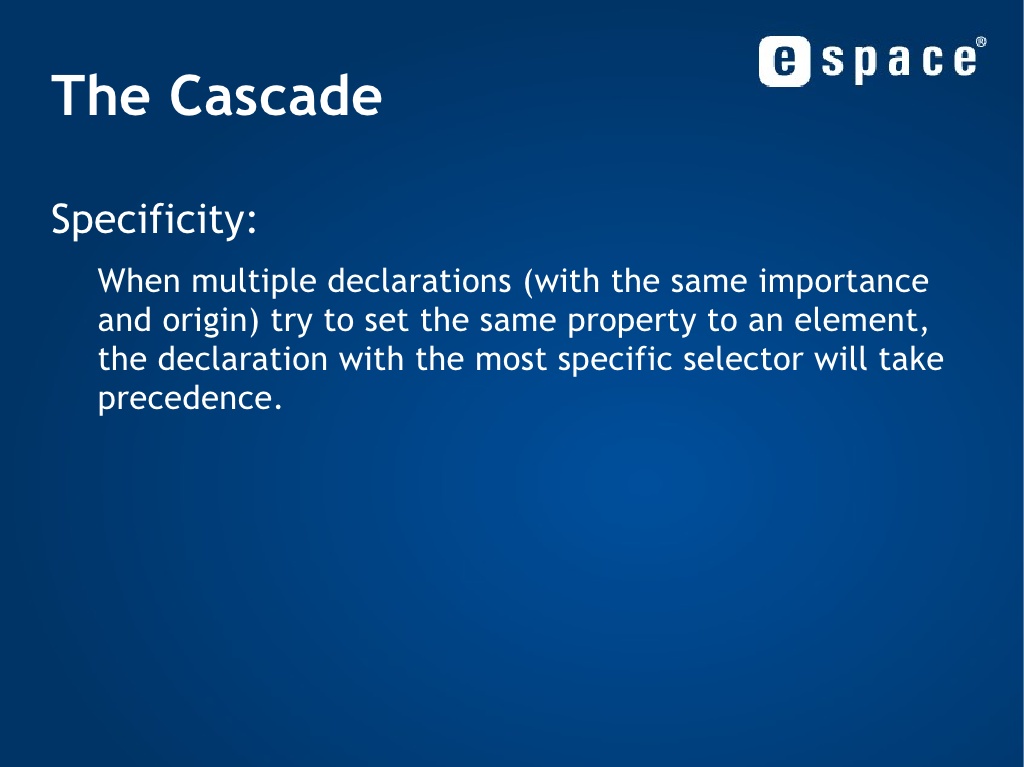 e space®
The Cascade
Specificity:
When multiple declarations (with the same importance
and origin) try to set the same property to an element,
the declaration with the most specific selector will take
precedence.